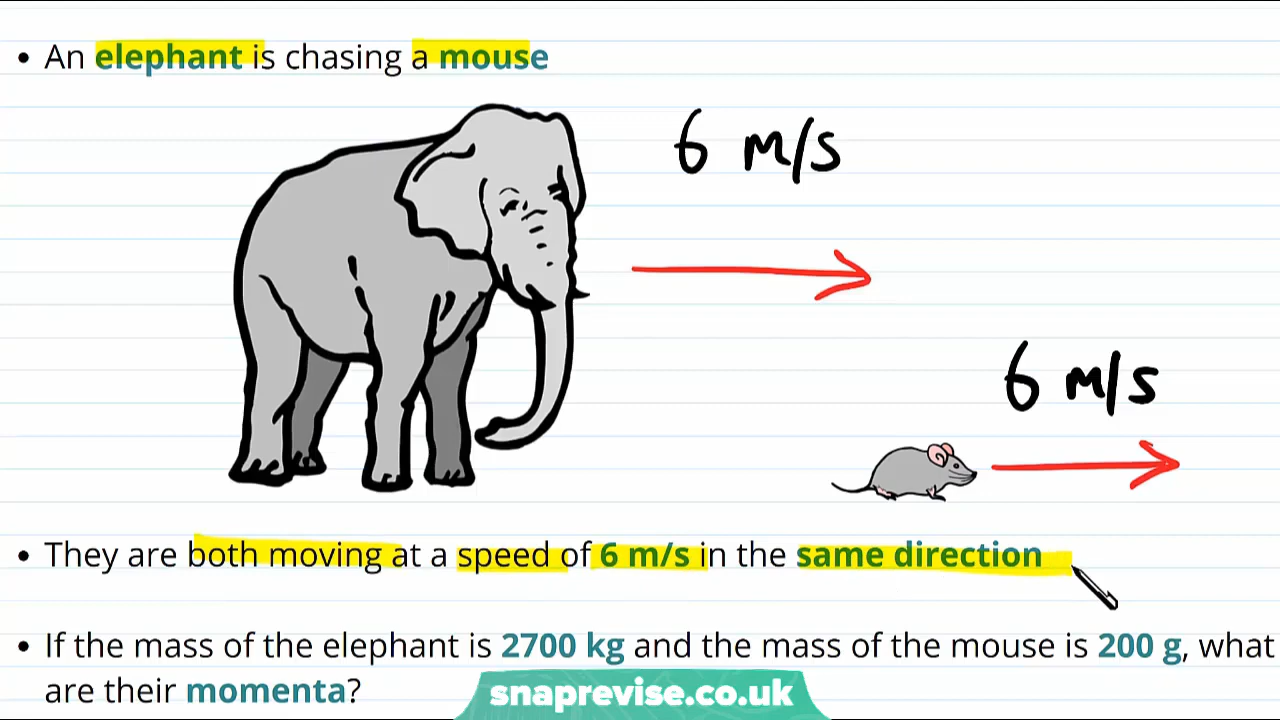 • An elephant is chasing a mouse
6 m/s
6 m/s
• They are both moving at a speed of 6 m/s in the same direction
• If the mass of the elephant is 2700 kg and the mass of the mouse is 200 g, what
are their momenta?
snaprevise.co.uk